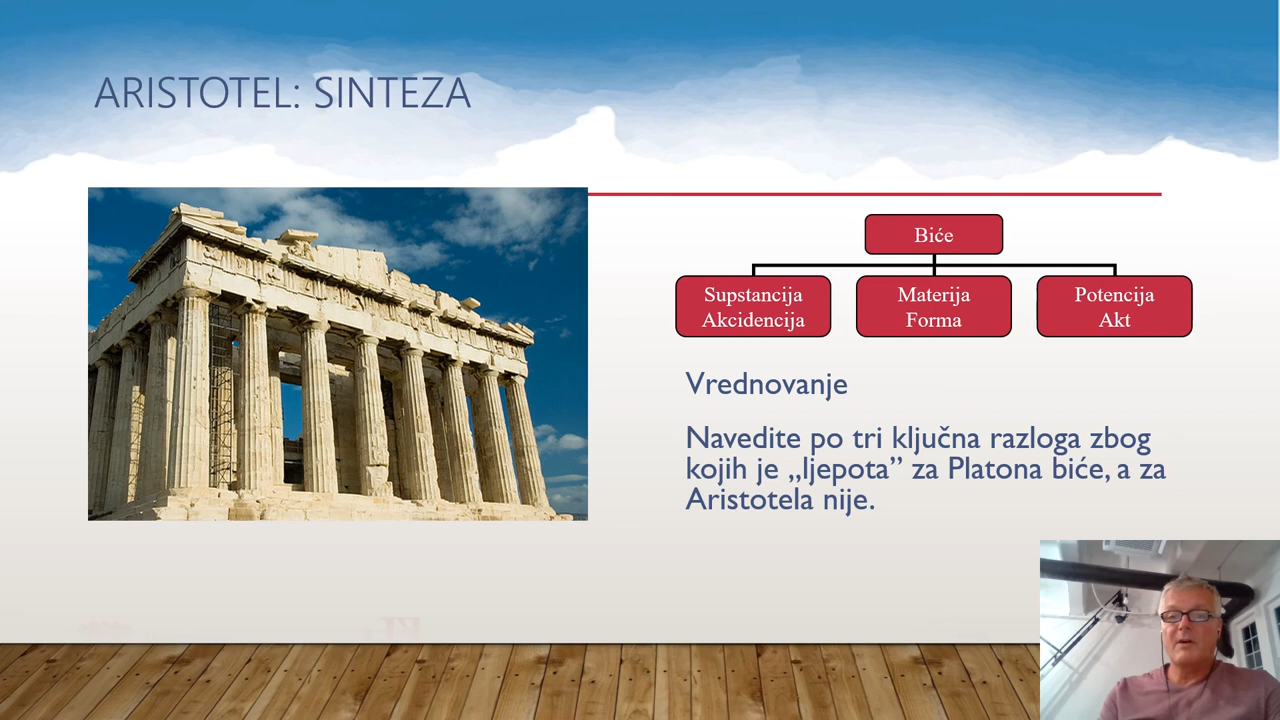 ARISTOTEL: SINTEZA
Biće
Supstancija
Akcidencija
Materija
Forma
Potencija
Akt
Vrednovanje
Navedite po tri ključna razloga zbog
kojih je „ljepota” za Platona biće, a za
Aristotela nije.